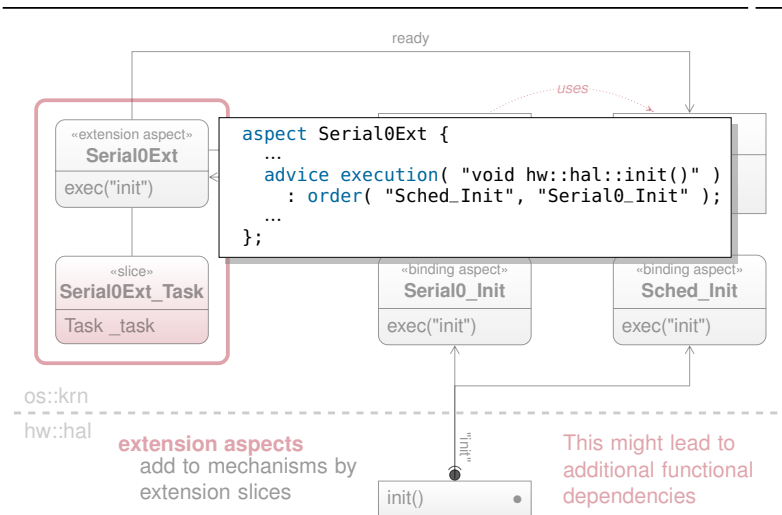 ready
uses
«extension aspect»
Serial0Ext
exec("init")
aspect Serial0Ext {
...
advice execution( "void hw::hal::init()" )
: order( "Sched_Init", "Serial0_Init" );
...
};
«slice»
Serial0Ext_Task
Task _task
«binding aspect»
Serial0_Init
exec("init")
«binding aspect»
Sched_Init
exec("init")
os::krn
hw::hal
extension aspects
add to mechanisms by
extension slices
"init"
init()
This might lead to
additional functional
dependencies